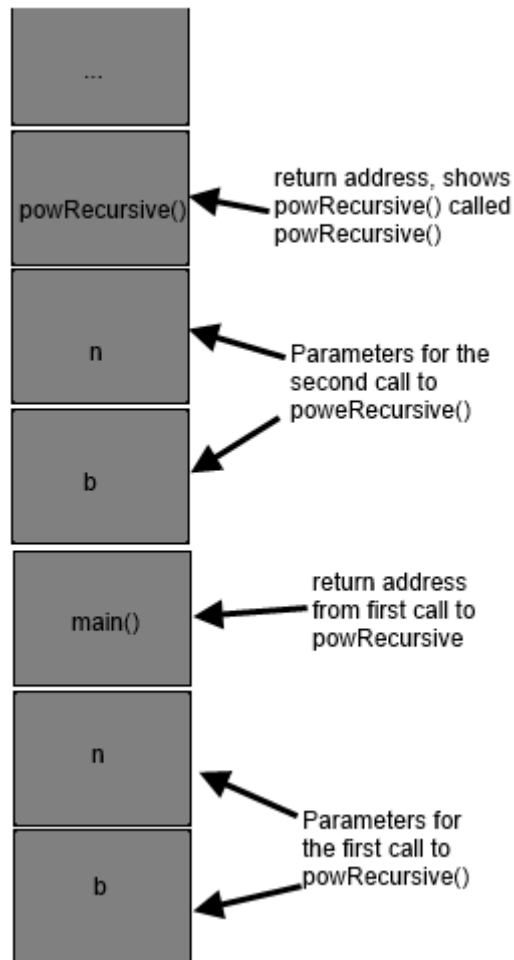 ...
powRecursive()
return address, shows
powRecursive() called
powRecursive()
n
Parameters for the
second call to
poweRecursive()
b
main()
return address
from first call to
powRecursive
n
Parameters for
the first call to
powRecursive()
b